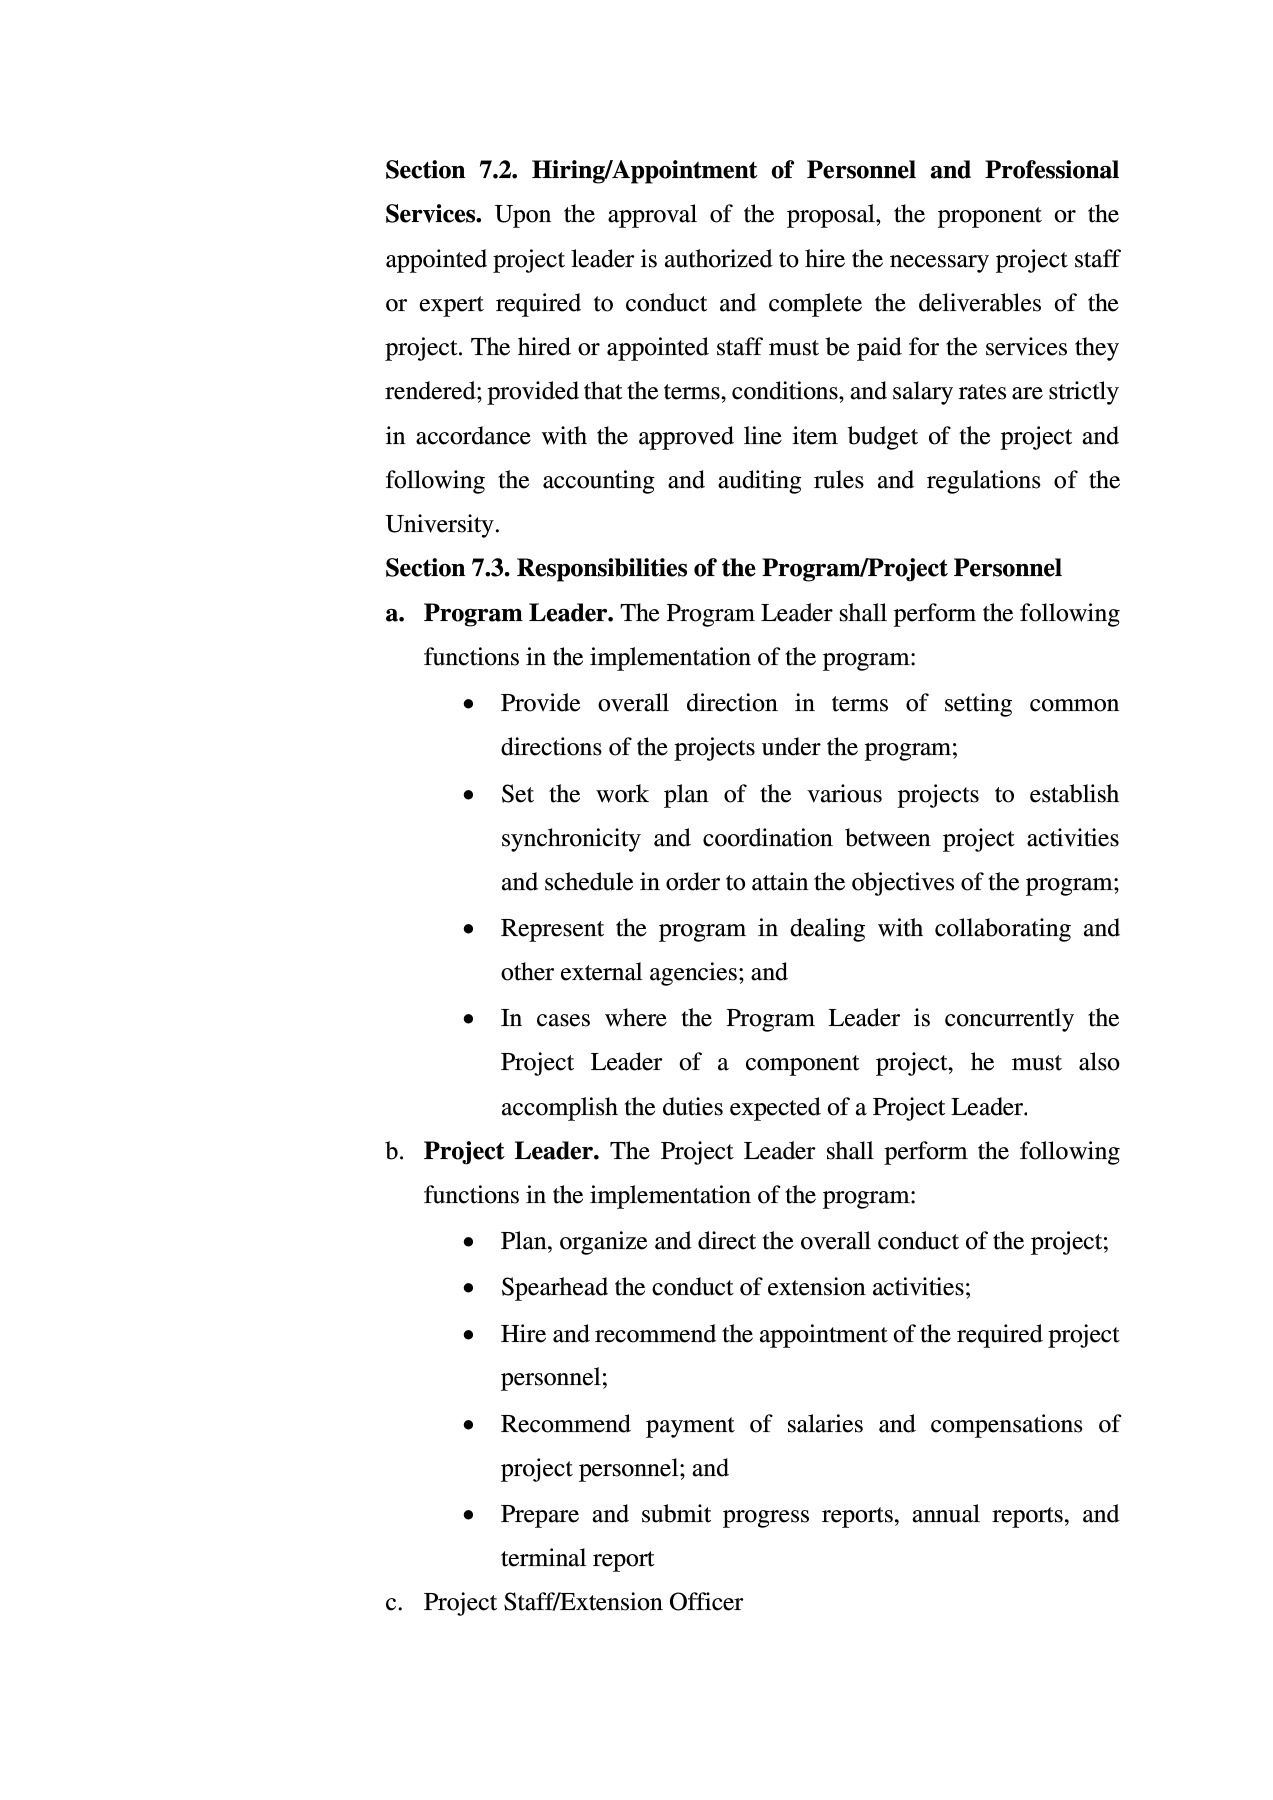 Section 7.2. Hiring/Appointment of Personnel and Professional
Services. Upon the approval of the proposal, the proponent or the
appointed project leader is authorized to hire the necessary project staff
or expert required to conduct and complete the deliverables of the
project. The hired or appointed staff must be paid for the services they
rendered; provided that the terms, conditions, and salary rates are strictly
in accordance with the approved line item budget of the project and
following the accounting and auditing rules and regulations of the
University.
Section 7.3. Responsibilities of the Program/Project Personnel
a. Program Leader. The Program Leader shall perform the following
functions in the implementation of the program:
• Provide overall direction in terms of setting common
directions of the projects under the program;
• Set the work plan of the various projects to establish
synchronicity and coordination between project activities
and schedule in order to attain the objectives of the program;
• Represent the program in dealing with collaborating and
other external agencies; and
• In cases where the Program Leader is concurrently the
Project Leader of a component project, he must also
accomplish the duties expected of a Project Leader.
b. Project Leader. The Project Leader shall perform the following
functions in the implementation of the program:
• Plan, organize and direct the overall conduct of the project;
• Spearhead the conduct of extension activities;
• Hire and recommend the appointment of the required project
personnel;
• Recommend payment of salaries and compensations of
project personnel; and
• Prepare and submit progress reports, annual reports, and
terminal report
c. Project Staff/Extension Officer